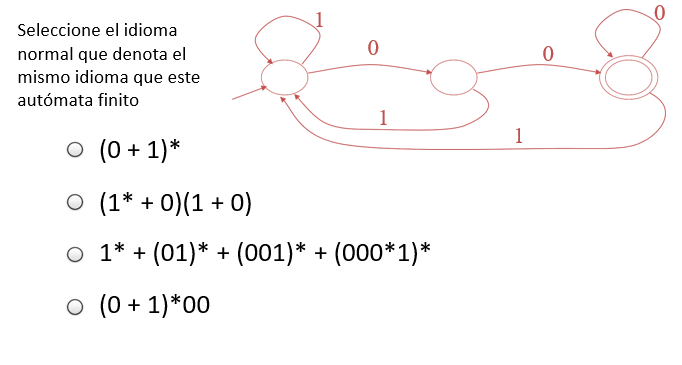 Seleccione el idioma
normal que denota el
mismo idioma que este
autómata finito
1
0
0
0
1
1
(0 + 1)*
(1* + 0)(1 + 0)
1* + (01)* + (001)* + (000*1)*
(0 + 1)*00